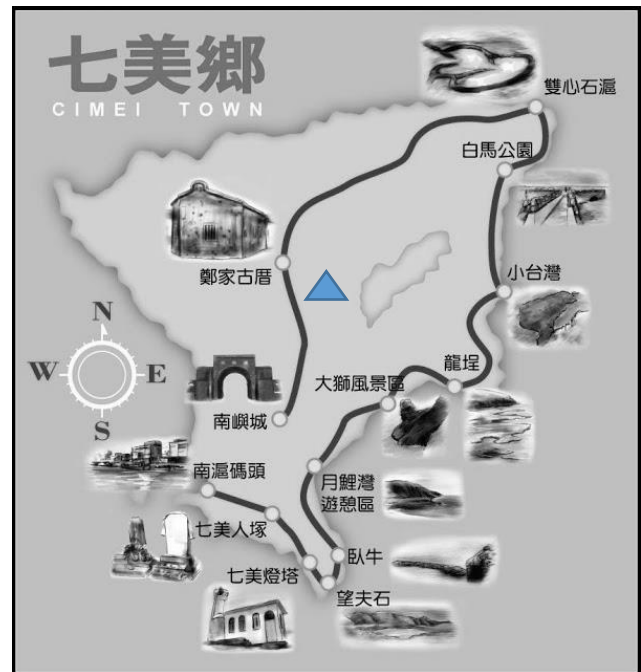 七美鄉
CIMEI TOWN
雙心石滬
白馬公園
鄭家古厝
小台灣
N
W
E
S
龍埕
大獅風景區
南嶼城
南滬碼頭
月鯉灣
遊憩區
七美人塚
臥牛
七美燈塔
望夫石